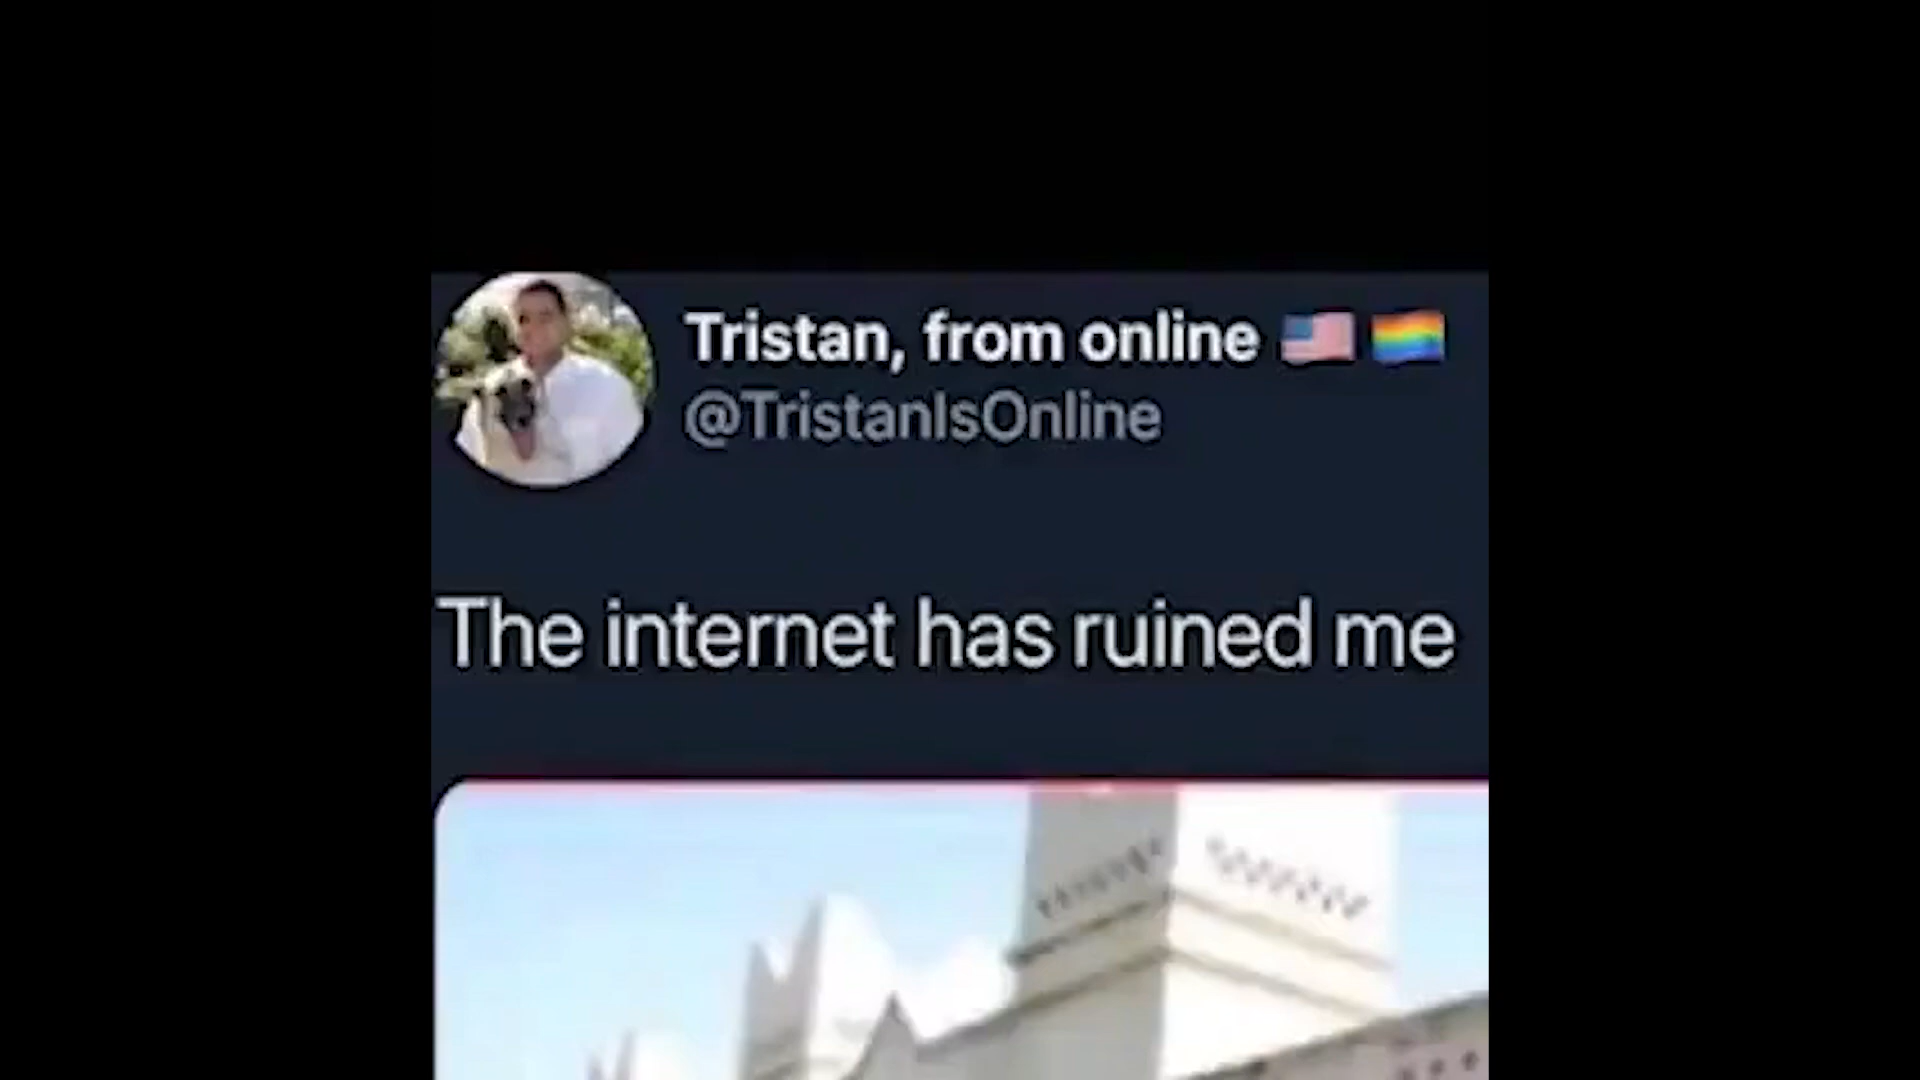 Tristan, from online 🇺🇸 🏳️‍🌈
@TristanIsOnline
The internet has ruined me